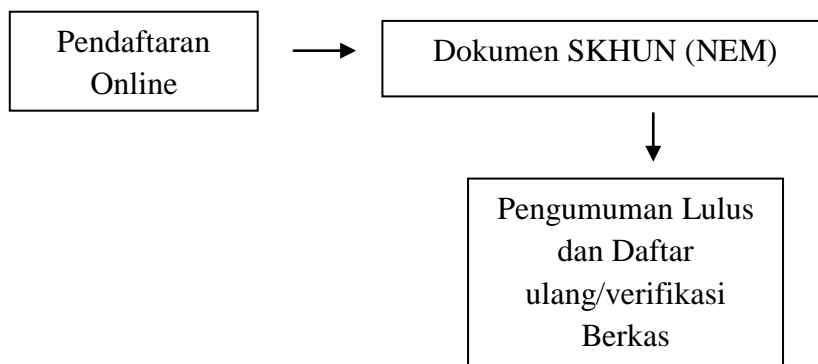 Pendaftaran
Online
Dokumen SKHUN (NEM)
Pengumuman Lulus
dan Daftar
ulang/verifikasi
Berkas